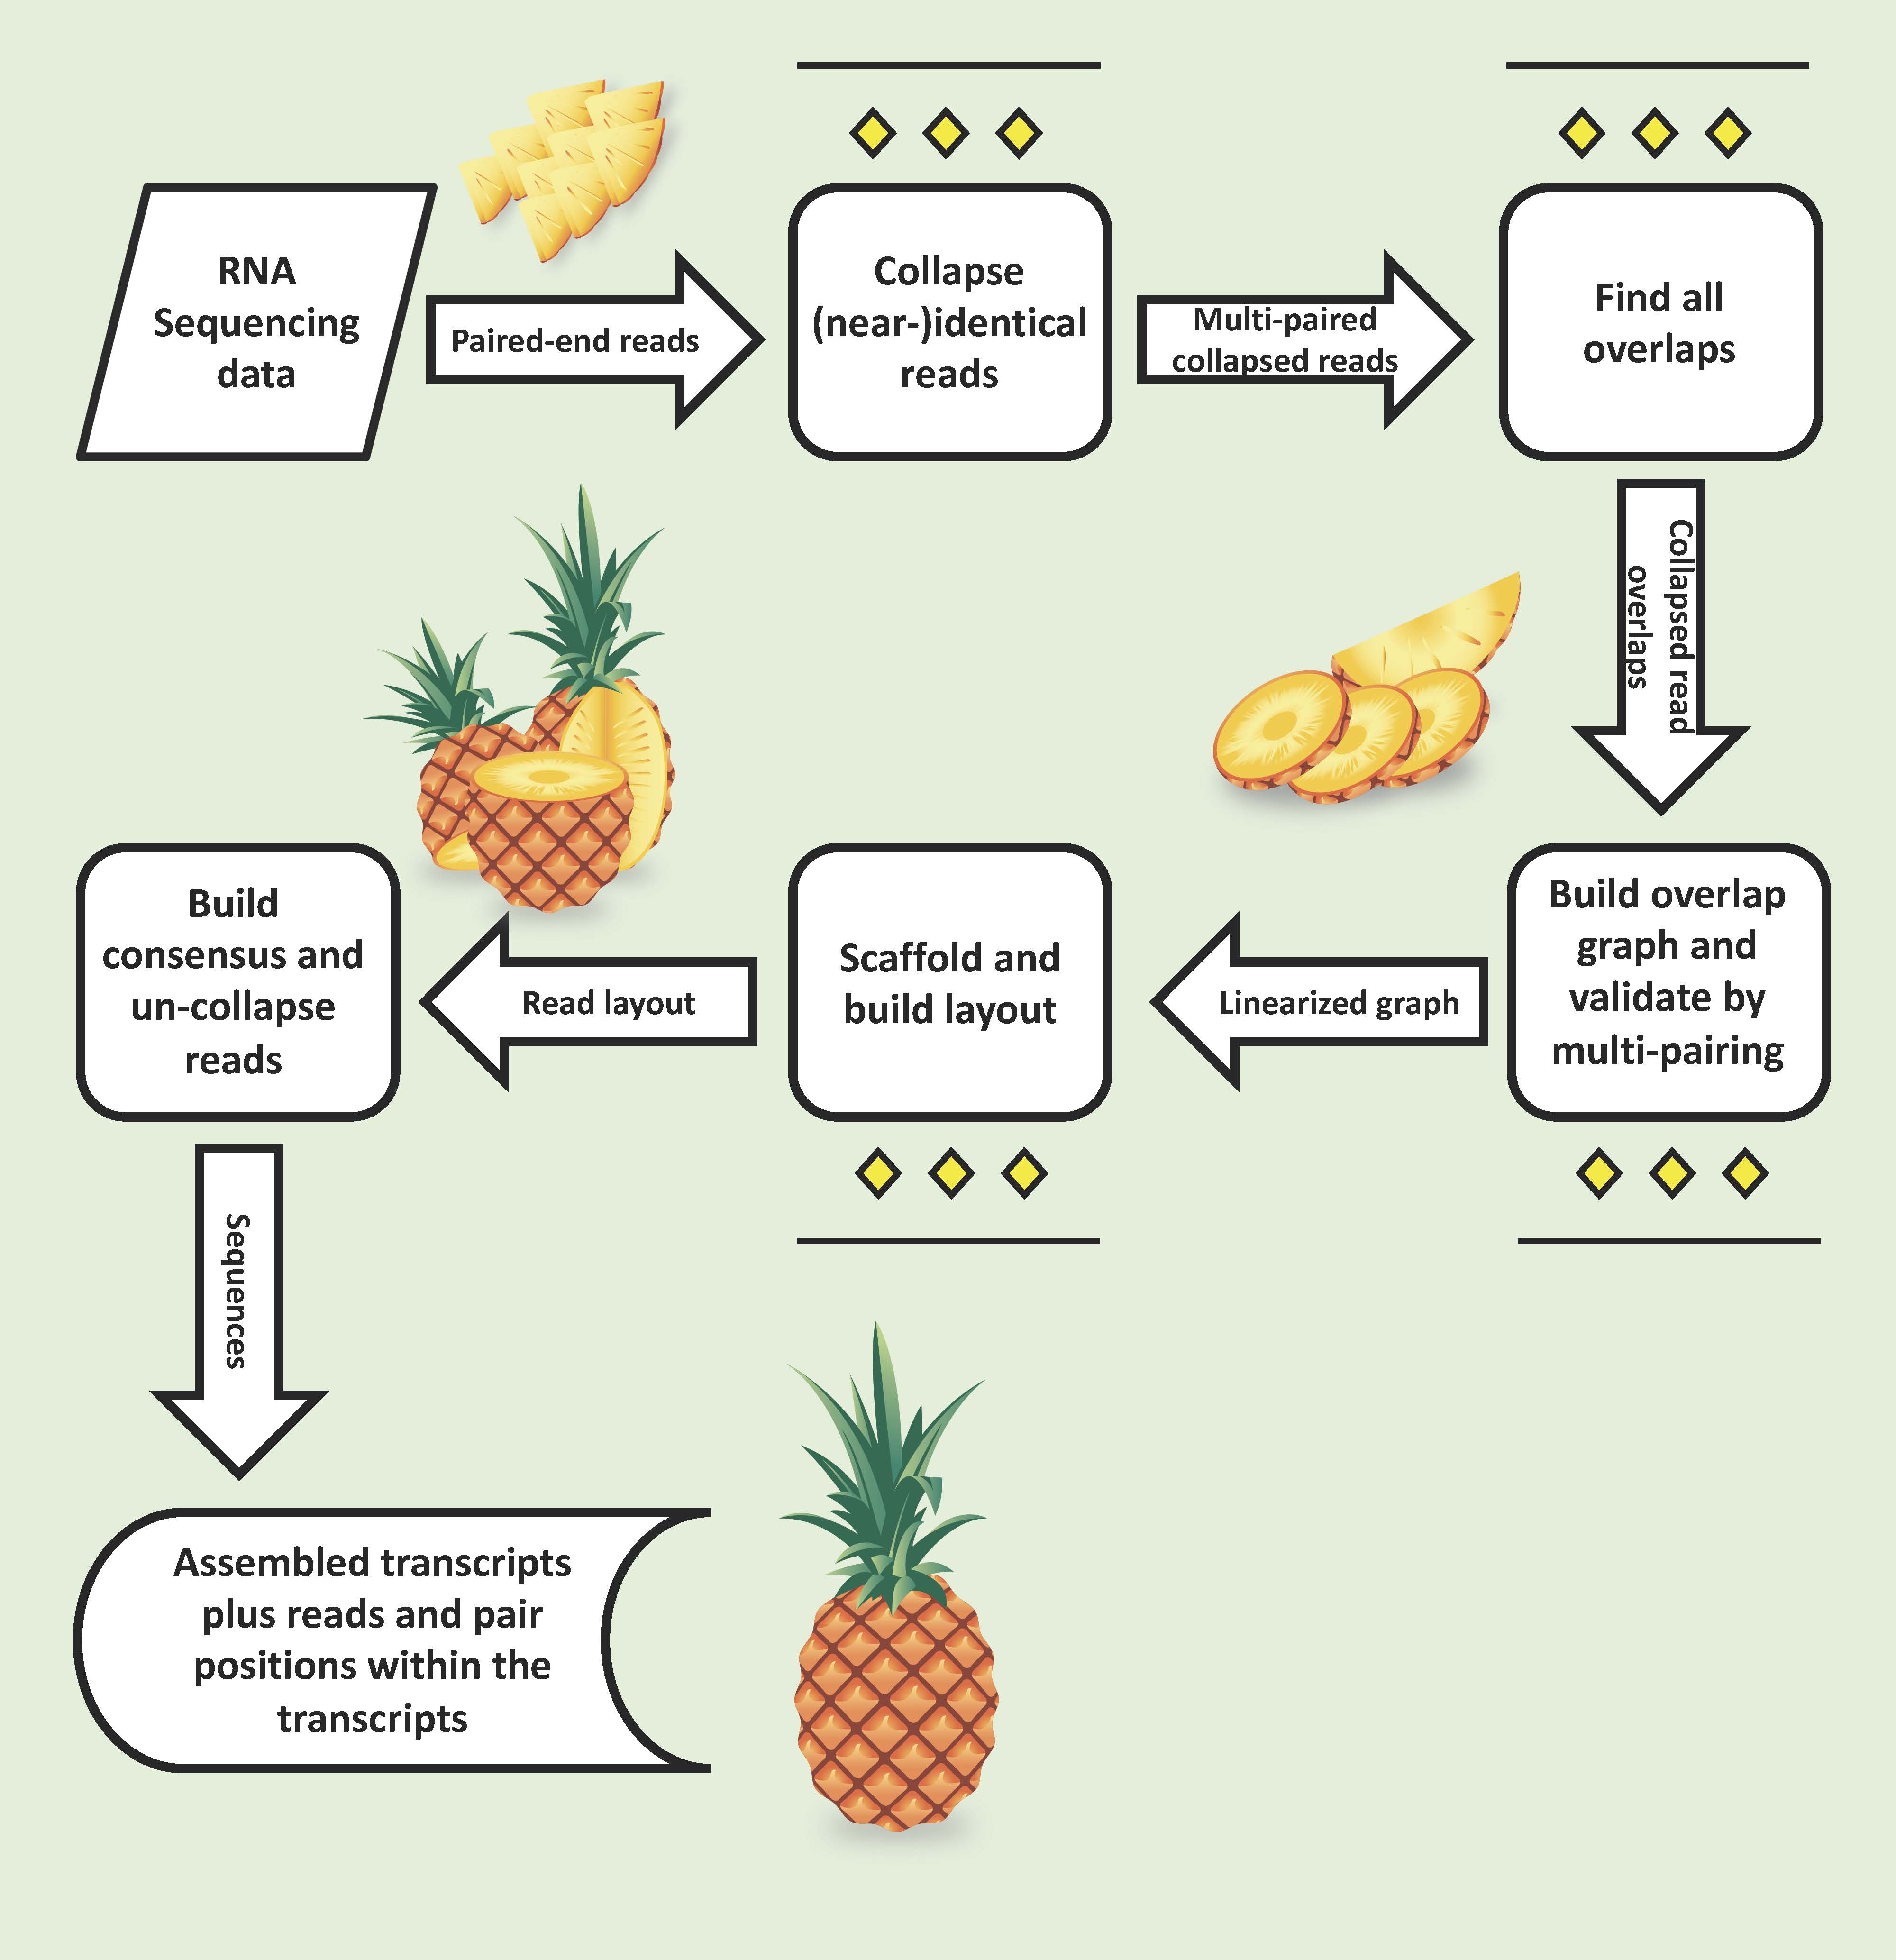 RNA
Sequencing
data
Paired-end reads
Collapse
(near-)identical
reads
Multi-paired
collapsed reads
Find all
overlaps
Collapsed read
overlaps
Build overlap
graph and
validate by
multi-pairing
Linearized graph
Scaffold and
build layout
Read layout
Build
consensus and
un-collapse
reads
Sequences
Assembled transcripts
plus reads and pair
positions within the
transcripts